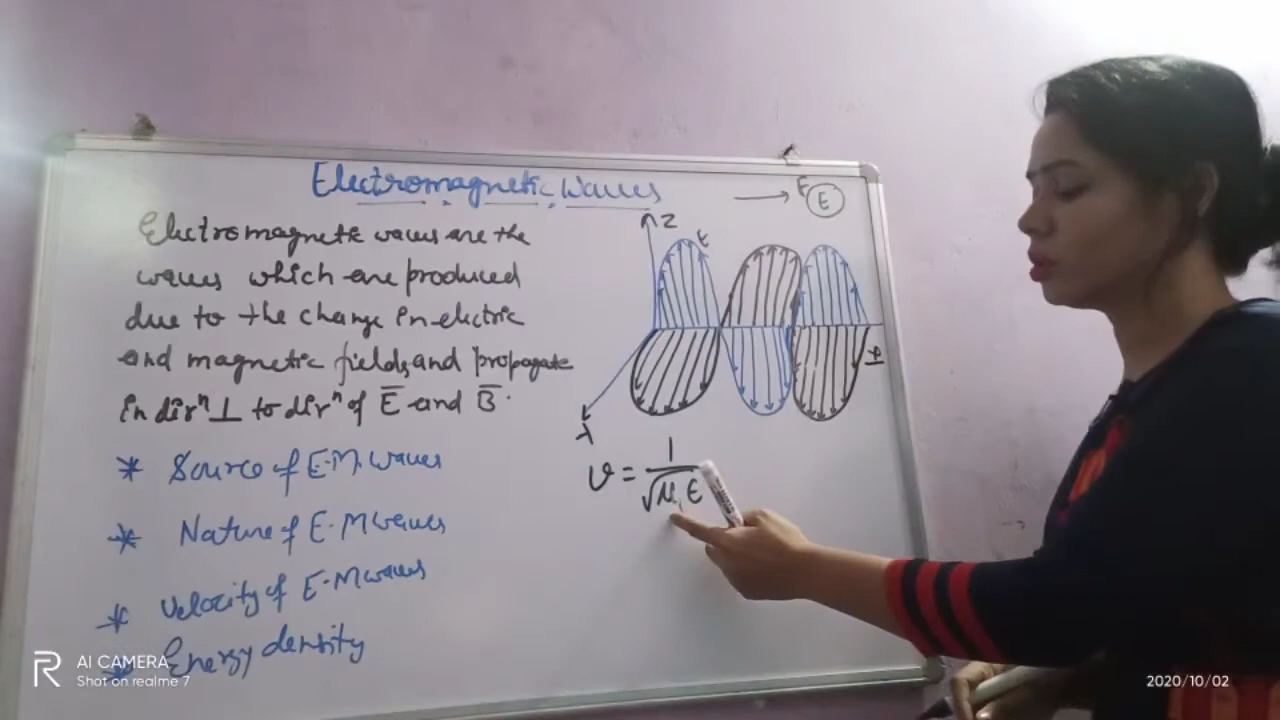 Electromagnetic waves
Electromagnetic waves are the
waves which are produced
due to the change in electric
and magnetic fields and propagate
in dirⁿ ⊥ to dirⁿ of E̅ and B̅.
* Source of E.M. waves
* Nature of E.M waves
* Velocity of E.M waves
* Energy density
E
E
Z
E
v = 1/√μ, ε
R
AI CAMERA
Shot on realme 7
2020/10/02